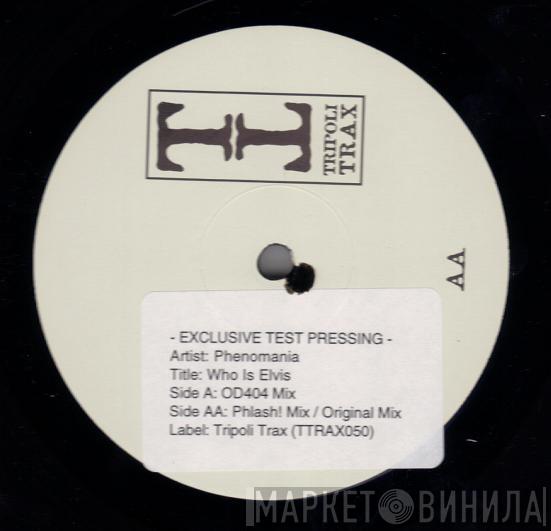 TRIPOLI
TRAX
AA
- EXCLUSIVE TEST PRESSING -
Artist: Phenomania
Title: Who Is Elvis
Side A: OD404 Mix
Side AA: Phlash! Mix / Original Mix
Label: Tripoli Trax (TTRAX050)
МАРКЕТ ВИНИЛА